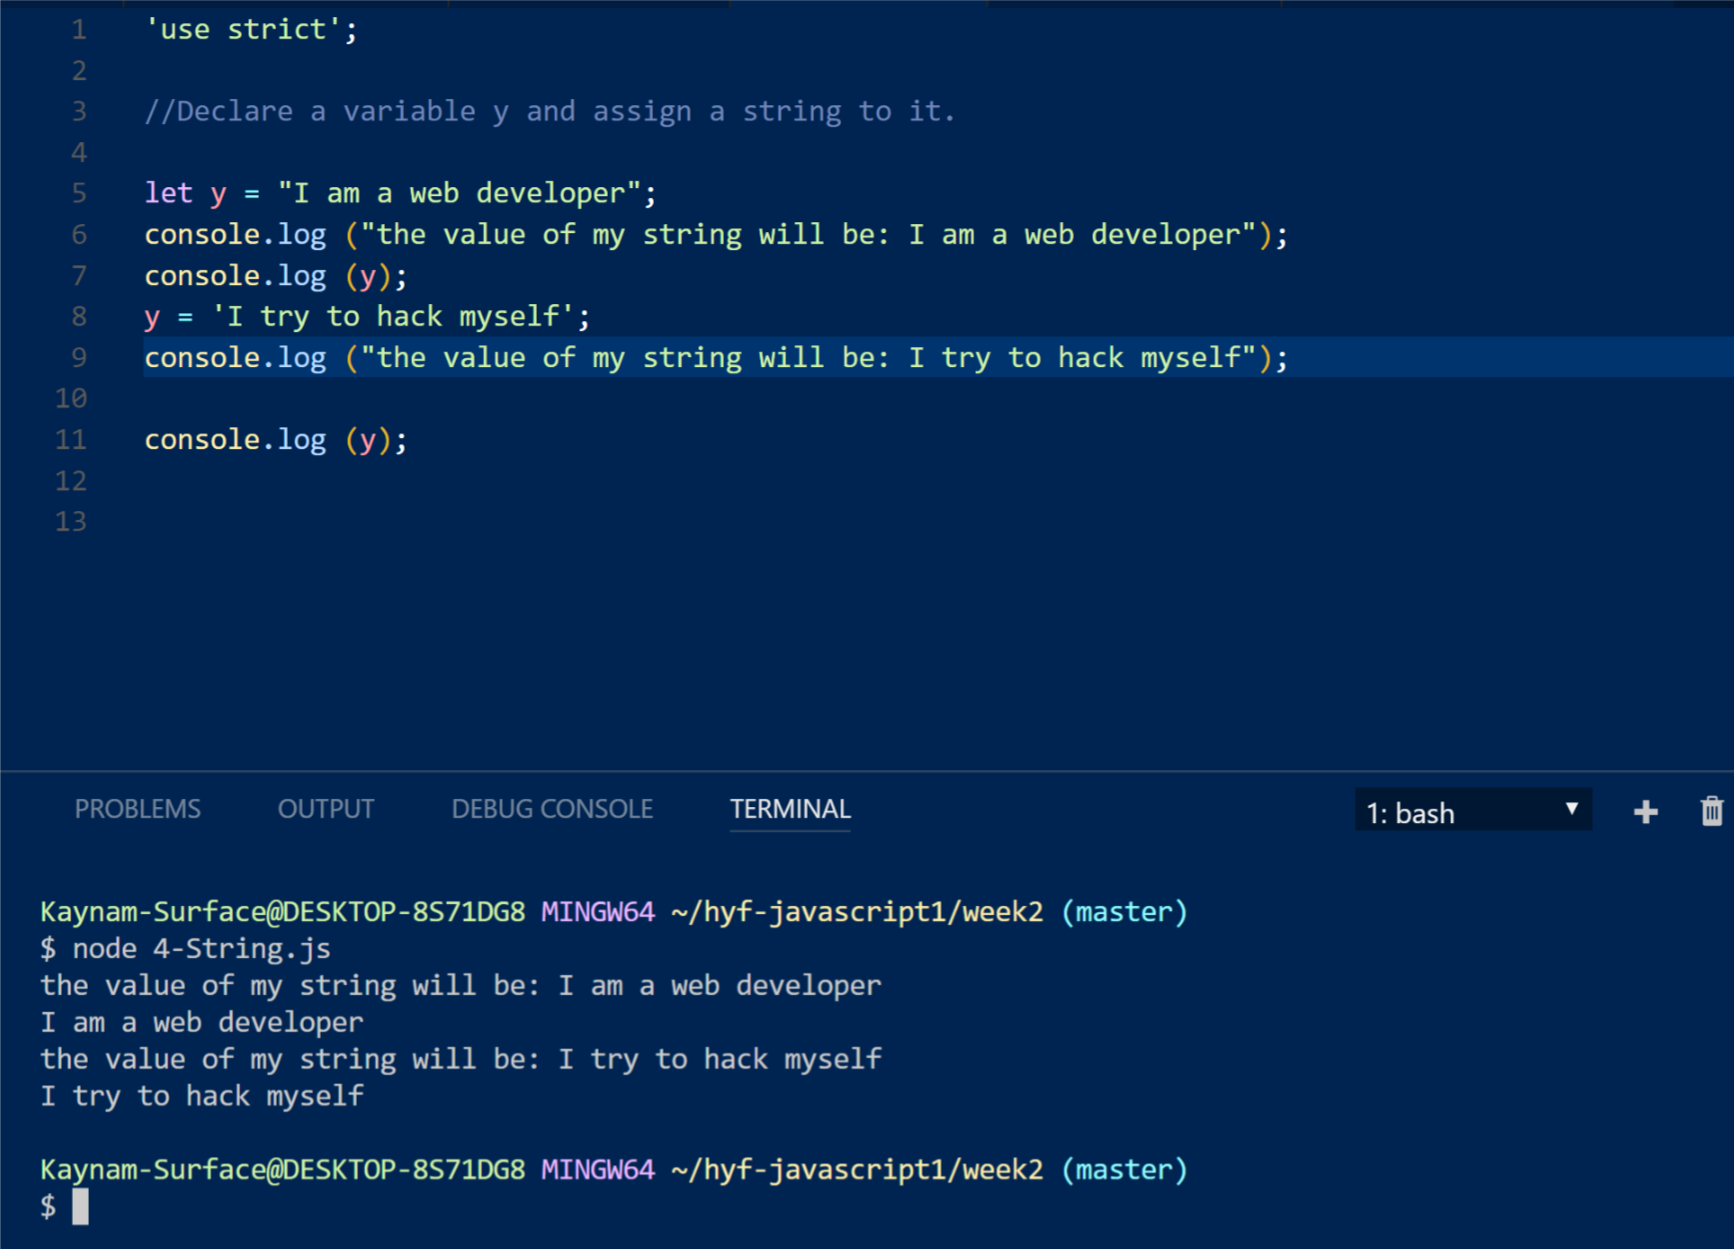 1 'use strict';
2
3 //Declare a variable y and assign a string to it.
4
5 let y = "I am a web developer";
6 console.log ("the value of my string will be: I am a web developer");
7 console.log (y);
8 y = 'I try to hack myself';
9 console.log ("the value of my string will be: I try to hack myself");
10
11 console.log (y);
12
13
PROBLEMS OUTPUT DEBUG CONSOLE TERMINAL 1: bash
Kaynam-Surface@DESKTOP-8S71DG8 MINGW64 ~/hyf-javascript1/week2 (master)
$ node 4-String.js
the value of my string will be: I am a web developer
I am a web developer
the value of my string will be: I try to hack myself
I try to hack myself
Kaynam-Surface@DESKTOP-8S71DG8 MINGW64 ~/hyf-javascript1/week2 (master)
$